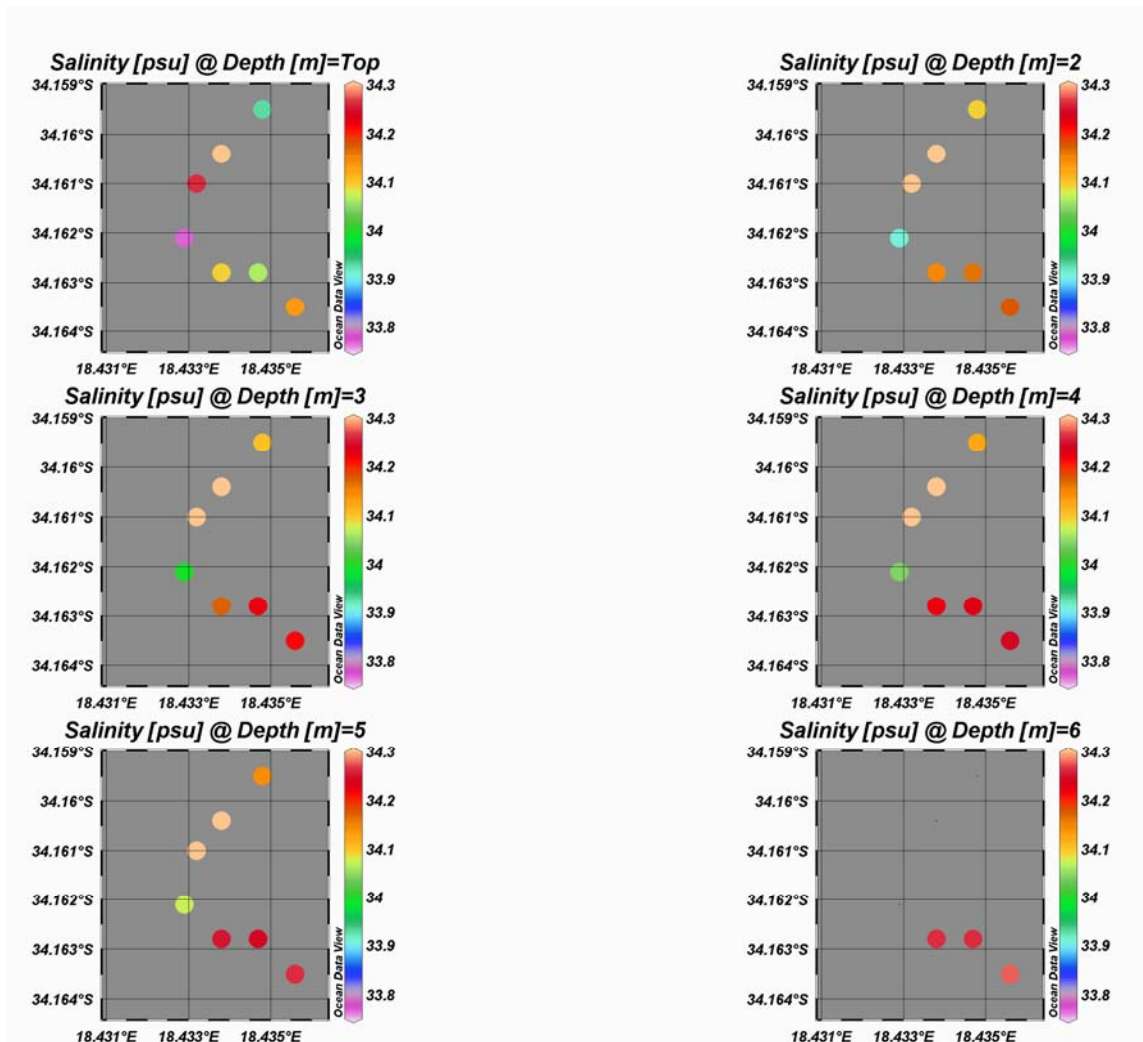 Salinity [psu] @ Depth [m]=Top
34.159°S
34.16°S
34.161°S
34.162°S
34.163°S
34.164°S
18.431°E 18.433°E 18.435°E
34.3
34.2
34.1
34
33.9
33.8
Ocean Data View
Salinity [psu] @ Depth [m]=2
34.159°S
34.16°S
34.161°S
34.162°S
34.163°S
34.164°S
18.431°E 18.433°E 18.435°E
34.3
34.2
34.1
34
33.9
33.8
Ocean Data View
Salinity [psu] @ Depth [m]=3
34.159°S
34.16°S
34.161°S
34.162°S
34.163°S
34.164°S
18.431°E 18.433°E 18.435°E
34.3
34.2
34.1
34
33.9
33.8
Ocean Data View
Salinity [psu] @ Depth [m]=4
34.159°S
34.16°S
34.161°S
34.162°S
34.163°S
34.164°S
18.431°E 18.433°E 18.435°E
34.3
34.2
34.1
34
33.9
33.8
Ocean Data View
Salinity [psu] @ Depth [m]=5
34.159°S
34.16°S
34.161°S
34.162°S
34.163°S
34.164°S
18.431°E 18.433°E 18.435°E
34.3
34.2
34.1
34
33.9
33.8
Ocean Data View
Salinity [psu] @ Depth [m]=6
34.159°S
34.16°S
34.161°S
34.162°S
34.163°S
34.164°S
18.431°E 18.433°E 18.435°E
34.3
34.2
34.1
34
33.9
33.8
Ocean Data View